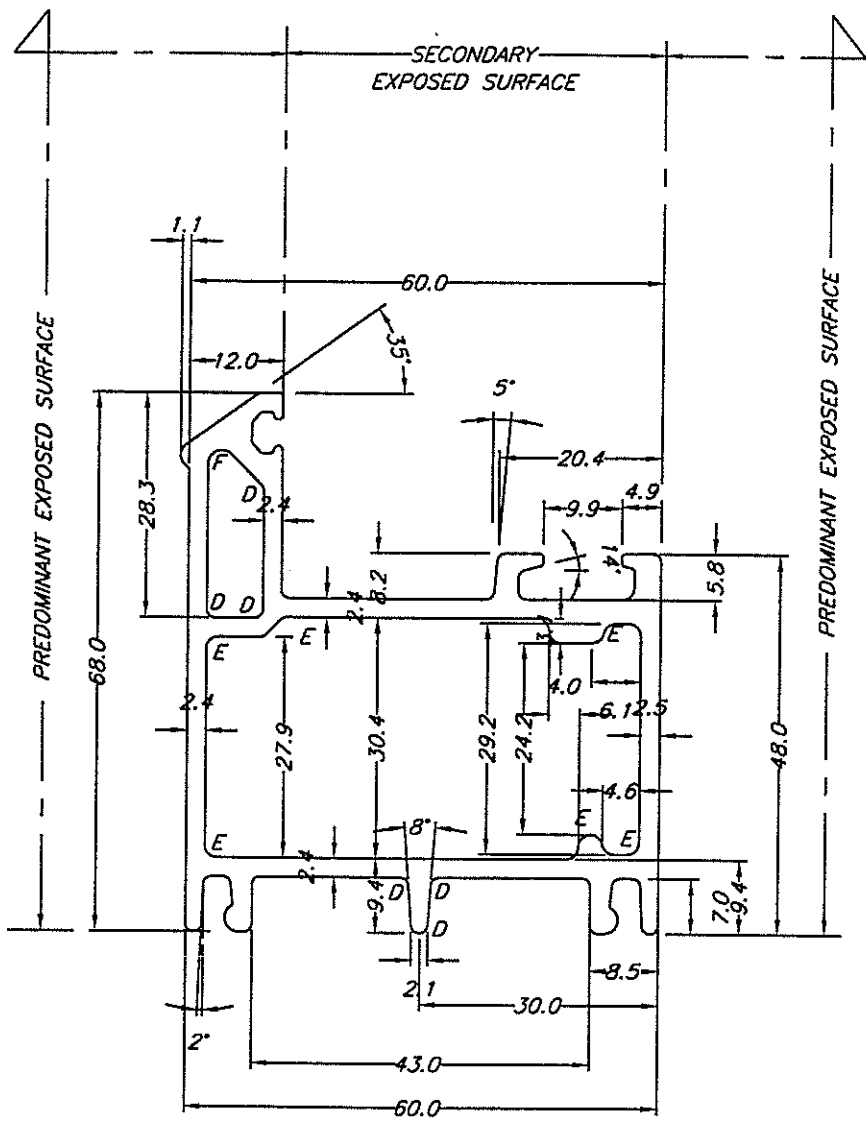 SECONDARY
EXPOSED SURFACE
PREDOMINANT EXPOSED SURFACE
PREDOMINANT EXPOSED SURFACE
1.1
60.0
12.0
35°
5°
20.4
4.9
9.9
14°
5.8
28.3
F
D
2.4
8.2
2.4
D D
E
E
E
68.0
2.4
27.9
30.4
29.2
24.2
4.0
6.1
2.5
48.0
4.6
E
E
E
8°
2.4
9.4
D
D
D
7.0
9.4
2.1
8.5
30.0
2°
43.0
60.0